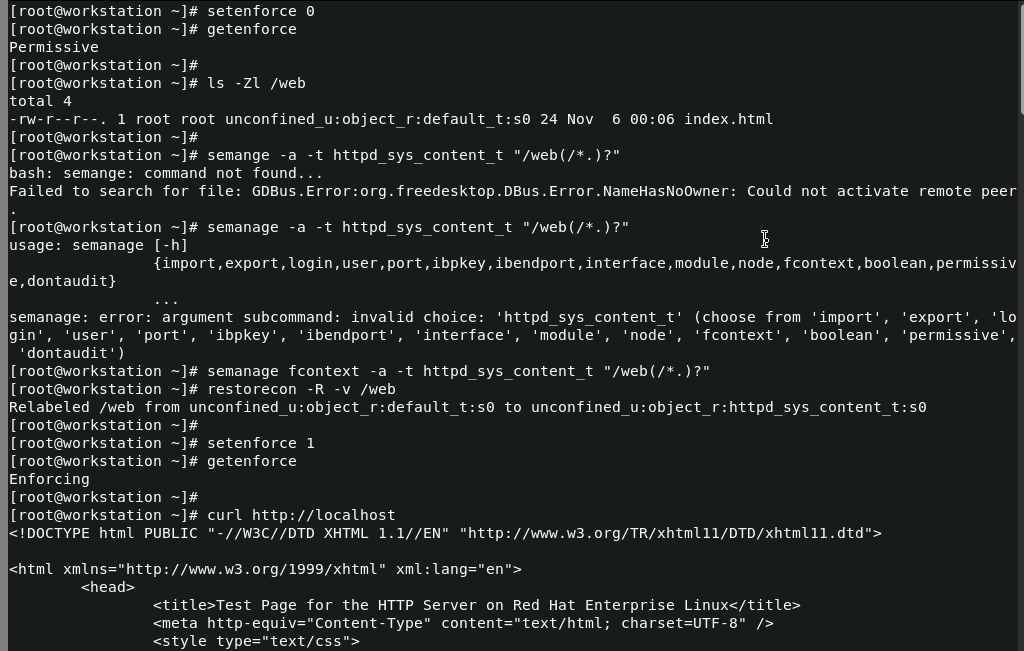 [root@workstation ~]# setenforce 0
[root@workstation ~]# getenforce
Permissive
[root@workstation ~]#
[root@workstation ~]# ls -Zl /web
total 4
-rw-r--r--. 1 root root unconfined_u:object_r:default_t:s0 24 Nov  6 00:06 index.html
[root@workstation ~]#
[root@workstation ~]# semange -a -t httpd_sys_content_t "/web(/*.)?"
bash: semange: command not found...
Failed to search for file: GDBus.Error:org.freedesktop.DBus.Error.NameHasNoOwner: Could not activate remote peer
.
[root@workstation ~]# semanage -a -t httpd_sys_content_t "/web(/*.)?"
usage: semanage [-h]
                {import,export,login,user,port,ibpkey,ibendport,interface,module,node,fcontext,boolean,permissiv
e,dontaudit}
                ...
semanage: error: argument subcommand: invalid choice: 'httpd_sys_content_t' (choose from 'import', 'export', 'lo
gin', 'user', 'port', 'ibpkey', 'ibendport', 'interface', 'module', 'node', 'fcontext', 'boolean', 'permissive',
 'dontaudit')
[root@workstation ~]# semanage fcontext -a -t httpd_sys_content_t "/web(/*.)?"
[root@workstation ~]# restorecon -R -v /web
Relabeled /web from unconfined_u:object_r:default_t:s0 to unconfined_u:object_r:httpd_sys_content_t:s0
[root@workstation ~]#
[root@workstation ~]# setenforce 1
[root@workstation ~]# getenforce
Enforcing
[root@workstation ~]#
[root@workstation ~]# curl http://localhost
<!DOCTYPE html PUBLIC "-//W3C//DTD XHTML 1.1//EN" "http://www.w3.org/TR/xhtml11/DTD/xhtml11.dtd">

<html xmlns="http://www.w3.org/1999/xhtml" xml:lang="en">
        <head>
                <title>Test Page for the HTTP Server on Red Hat Enterprise Linux</title>
                <meta http-equiv="Content-Type" content="text/html; charset=UTF-8" />
                <style type="text/css">